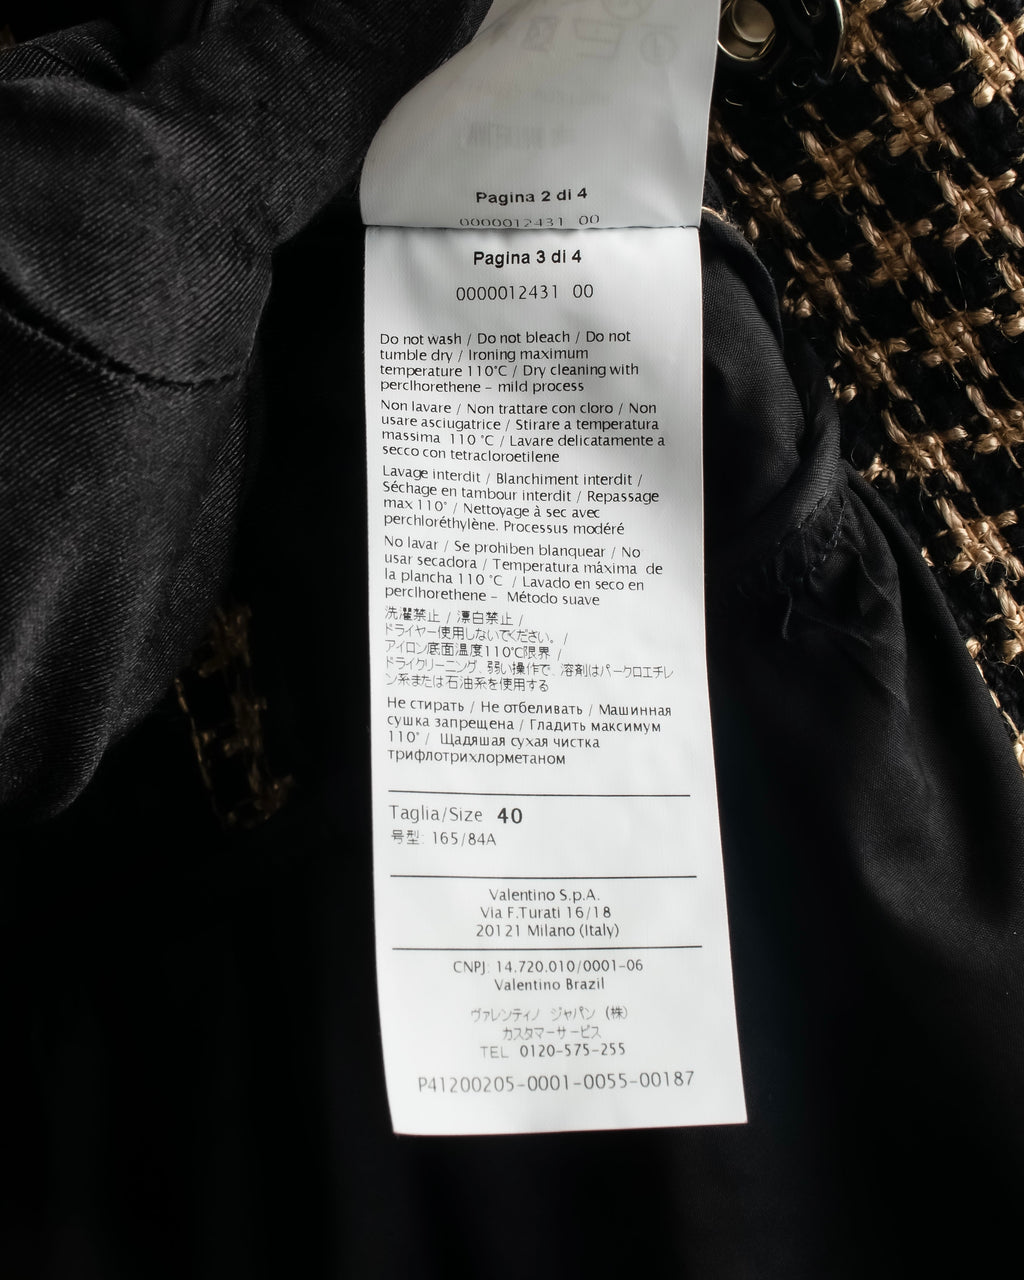 Pagina 2 di 4
0000012431 00
Pagina 3 di 4
0000012431 00
Do not wash / Do not bleach / Do not
tumble dry / Ironing maximum
temperature 110°C / Dry cleaning with
perclhorethene - mild process
Non lavare / Non trattare con cloro / Non
usare asciugatrice / Stirare a temperatura
massima 110 °C / Lavare delicatamente a
secco con tetracloroetilene
Lavage interdit / Blanchiment interdit /
Séchage en tambour interdit / Repassage
max 110° / Nettoyage à sec avec
perchloréthylène. Processus modéré
No lavar / Se prohiben blanquear / No
usar secadora / Temperatura máxima de
la plancha 110 °C / Lavado en seco en
perclhorethene - Método suave
洗濯禁止 / 漂白禁止 /
ドライヤー使用しないでください。 /
アイロン底面温度110℃限界 /
ドライクリーニング、弱い操作で、溶剤はパークロエチレ
ン系または石油系を使用する
Не стирать / Не отбеливать / Машинная
сушка запрещена / Гладить максимум
110° / Щадяшая сухая чистка
трифлотрихлорметаном
Taglia/Size 40
号型: 165/84A
Valentino S.p.A.
Via F.Turati 16/18
20121 Milano (Italy)
CNPJ: 14.720.010/0001-06
Valentino Brazil
ヴァレンティノ ジャパン (株)
カスタマーサービス
TEL 0120-575-255
P41200205-0001-0055-00187